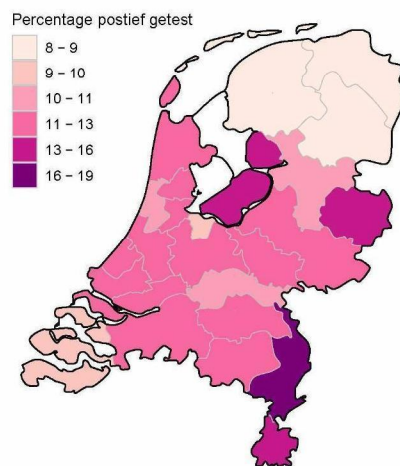 Percentage postief getest
8 – 9
9 – 10
10 – 11
11 – 13
13 – 16
16 – 19